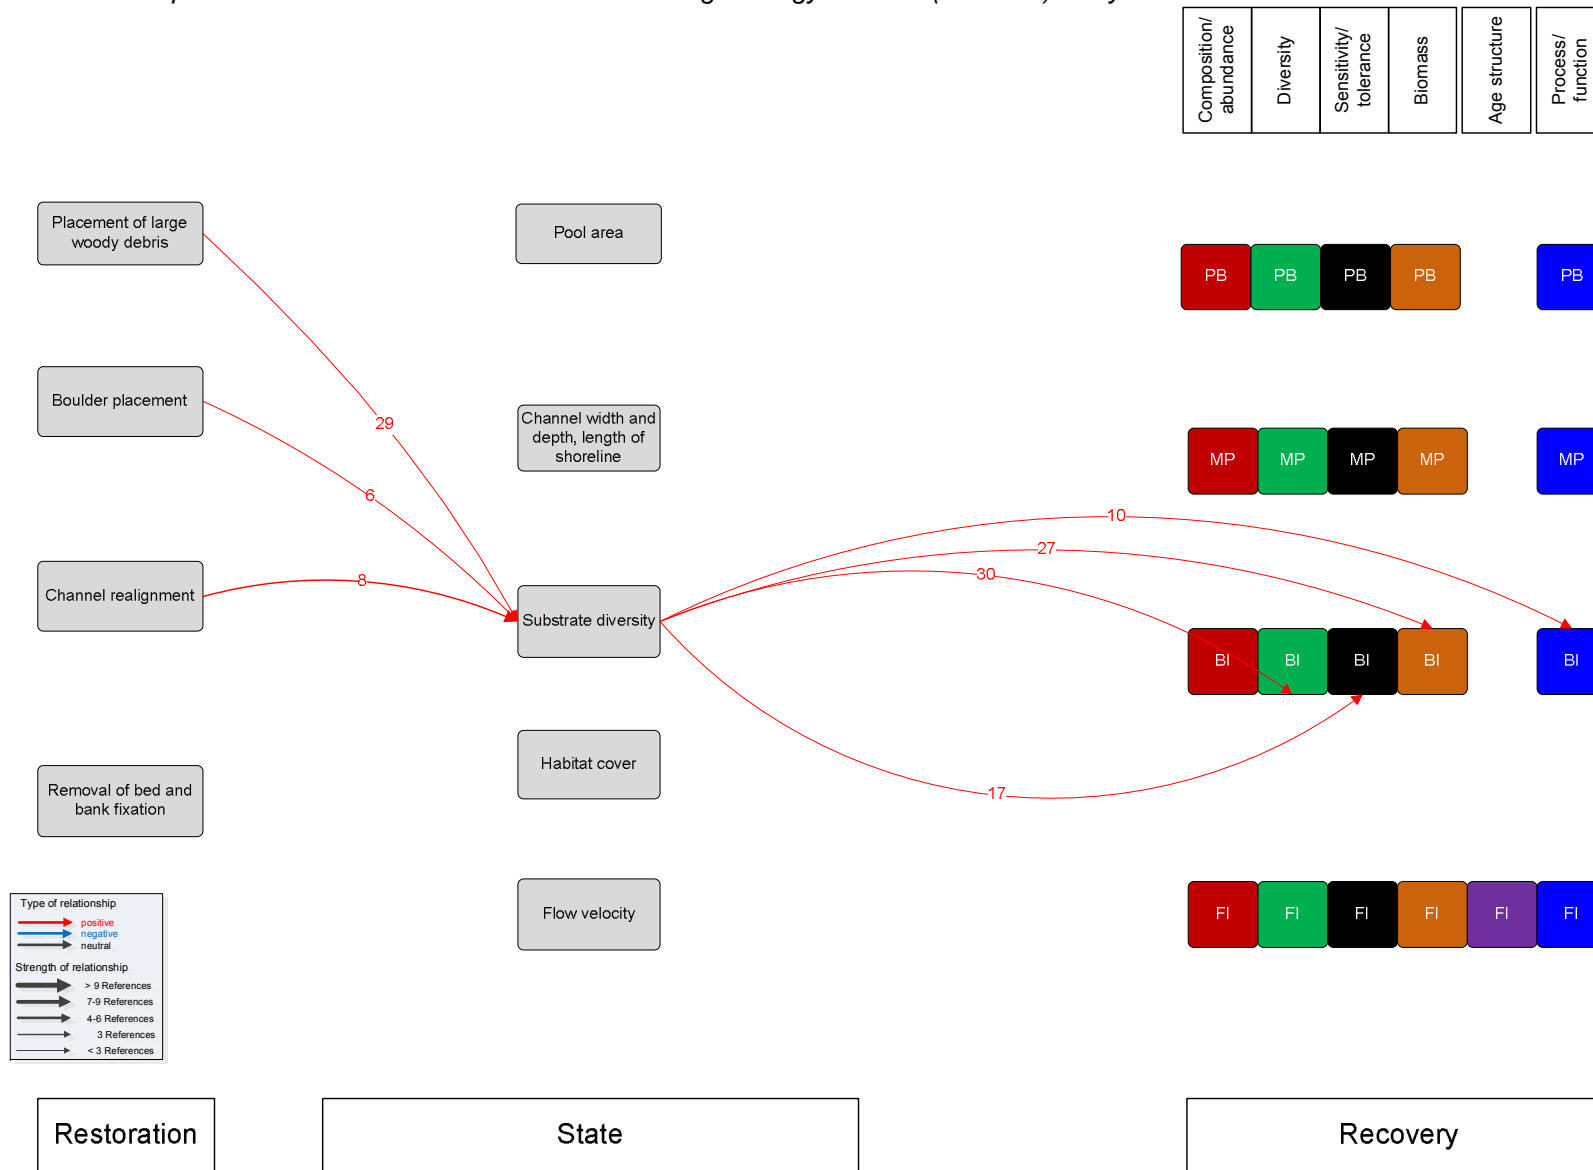 Composition/
abundance
Diversity
Sensitivity/
tolerance
Biomass
Age structure
Process/
function
Placement of large
woody debris
Pool area
PB
PB
PB
PB
PB
Boulder placement
29
Channel width and
depth, length of
shoreline
MP
MP
MP
MP
MP
6
10
27
30
Channel realignment
8
Substrate diversity
BI
BI
BI
BI
BI
Habitat cover
17
Removal of bed and
bank fixation
Flow velocity
FI
FI
FI
FI
FI
FI
Type of relationship
positive
negative
neutral
Strength of relationship
> 9 References
7-9 References
4-6 References
3 References
< 3 References
Restoration
State
Recovery